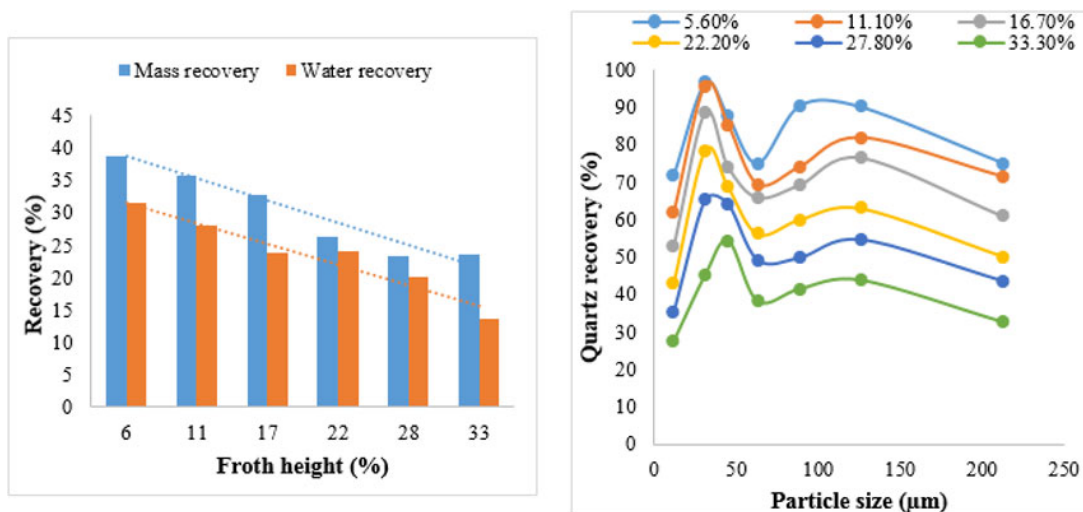 Mass recovery Water recovery
45
40
35
30
25
20
15
10
5
0
Recovery (%)
6 11 17 22 28 33
Froth height (%)
5.60% 11.10% 16.70%
22.20% 27.80% 33.30%
100
90
80
70
60
50
40
30
20
10
0
Quartz recovery (%)
0 50 100 150 200 250
Particle size (µm)